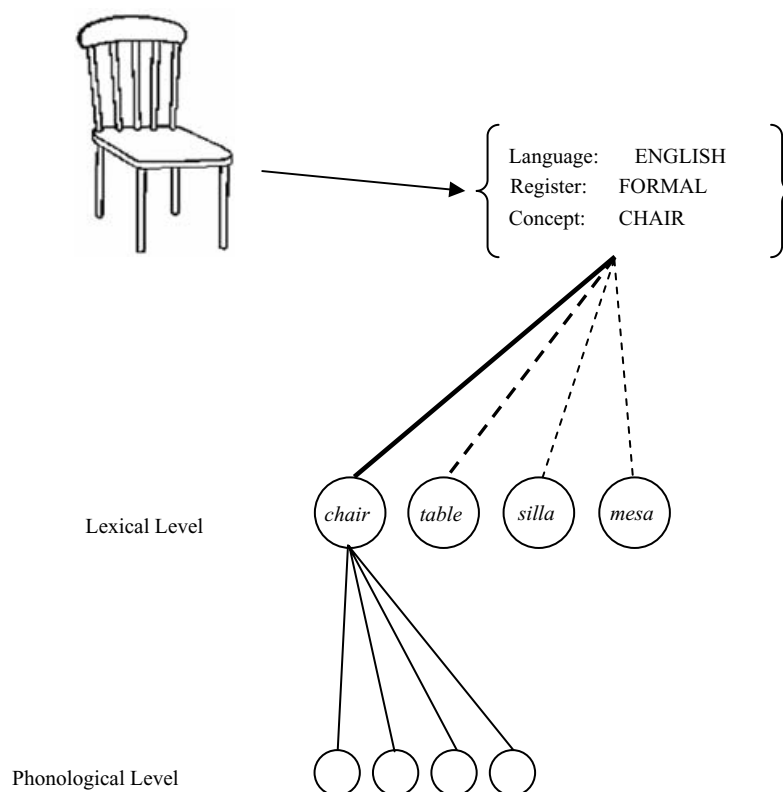 Language: ENGLISH
Register: FORMAL
Concept: CHAIR
Lexical Level
chair table silla mesa
Phonological Level